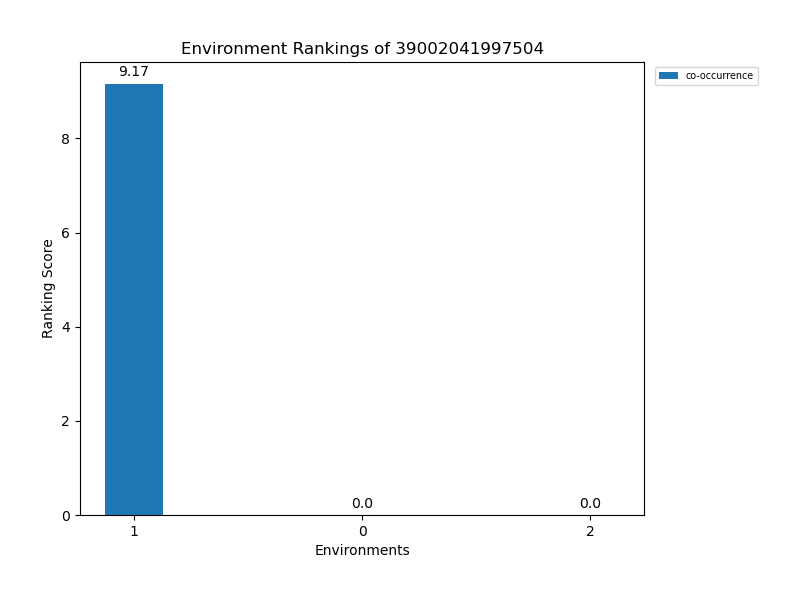 Environment Rankings of 39002041997504
9.17
co-occurrence
8
6
4
2
0
Ranking Score
0.0
0.0
1
0
2
Environments